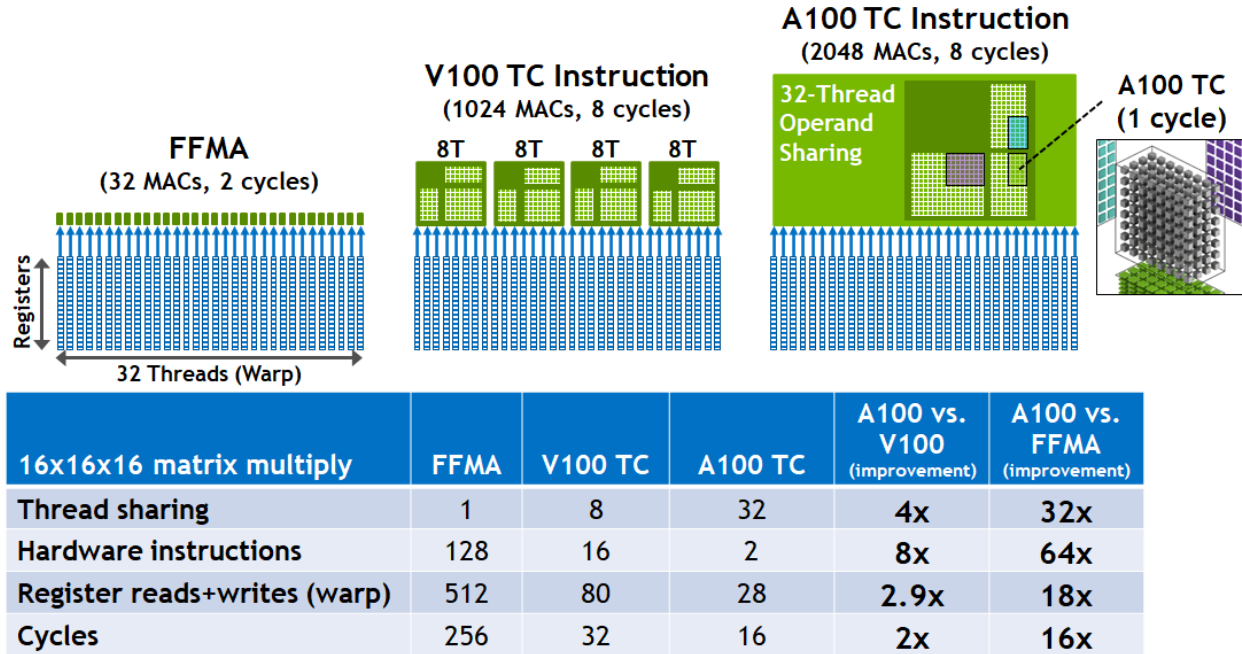 A100 TC Instruction
(2048 MACs, 8 cycles)
V100 TC Instruction
(1024 MACs, 8 cycles)
A100 TC
(1 cycle)
32-Thread
Operand
Sharing
FFMA
(32 MACs, 2 cycles)
8T 8T 8T 8T
Registers
32 Threads (Warp)
16x16x16 matrix multiply FFMA V100 TC A100 TC A100 vs. V100 (improvement) A100 vs. FFMA (improvement)
Thread sharing 1 8 32 4x 32x
Hardware instructions 128 16 2 8x 64x
Register reads+writes (warp) 512 80 28 2.9x 18x
Cycles 256 32 16 2x 16x